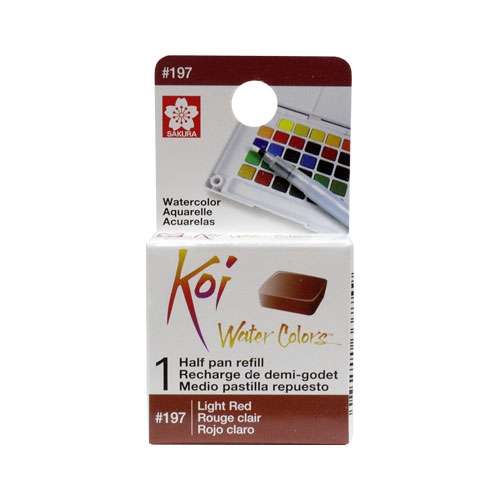 #197
SAKURA
Watercolor
Aquarelle
Acuarelas
Koi
Water Colors
1 Half pan refill
Recharge de demi-godet
Medio pastilla repuesto
#197 Light Red
Rouge clair
Rojo claro